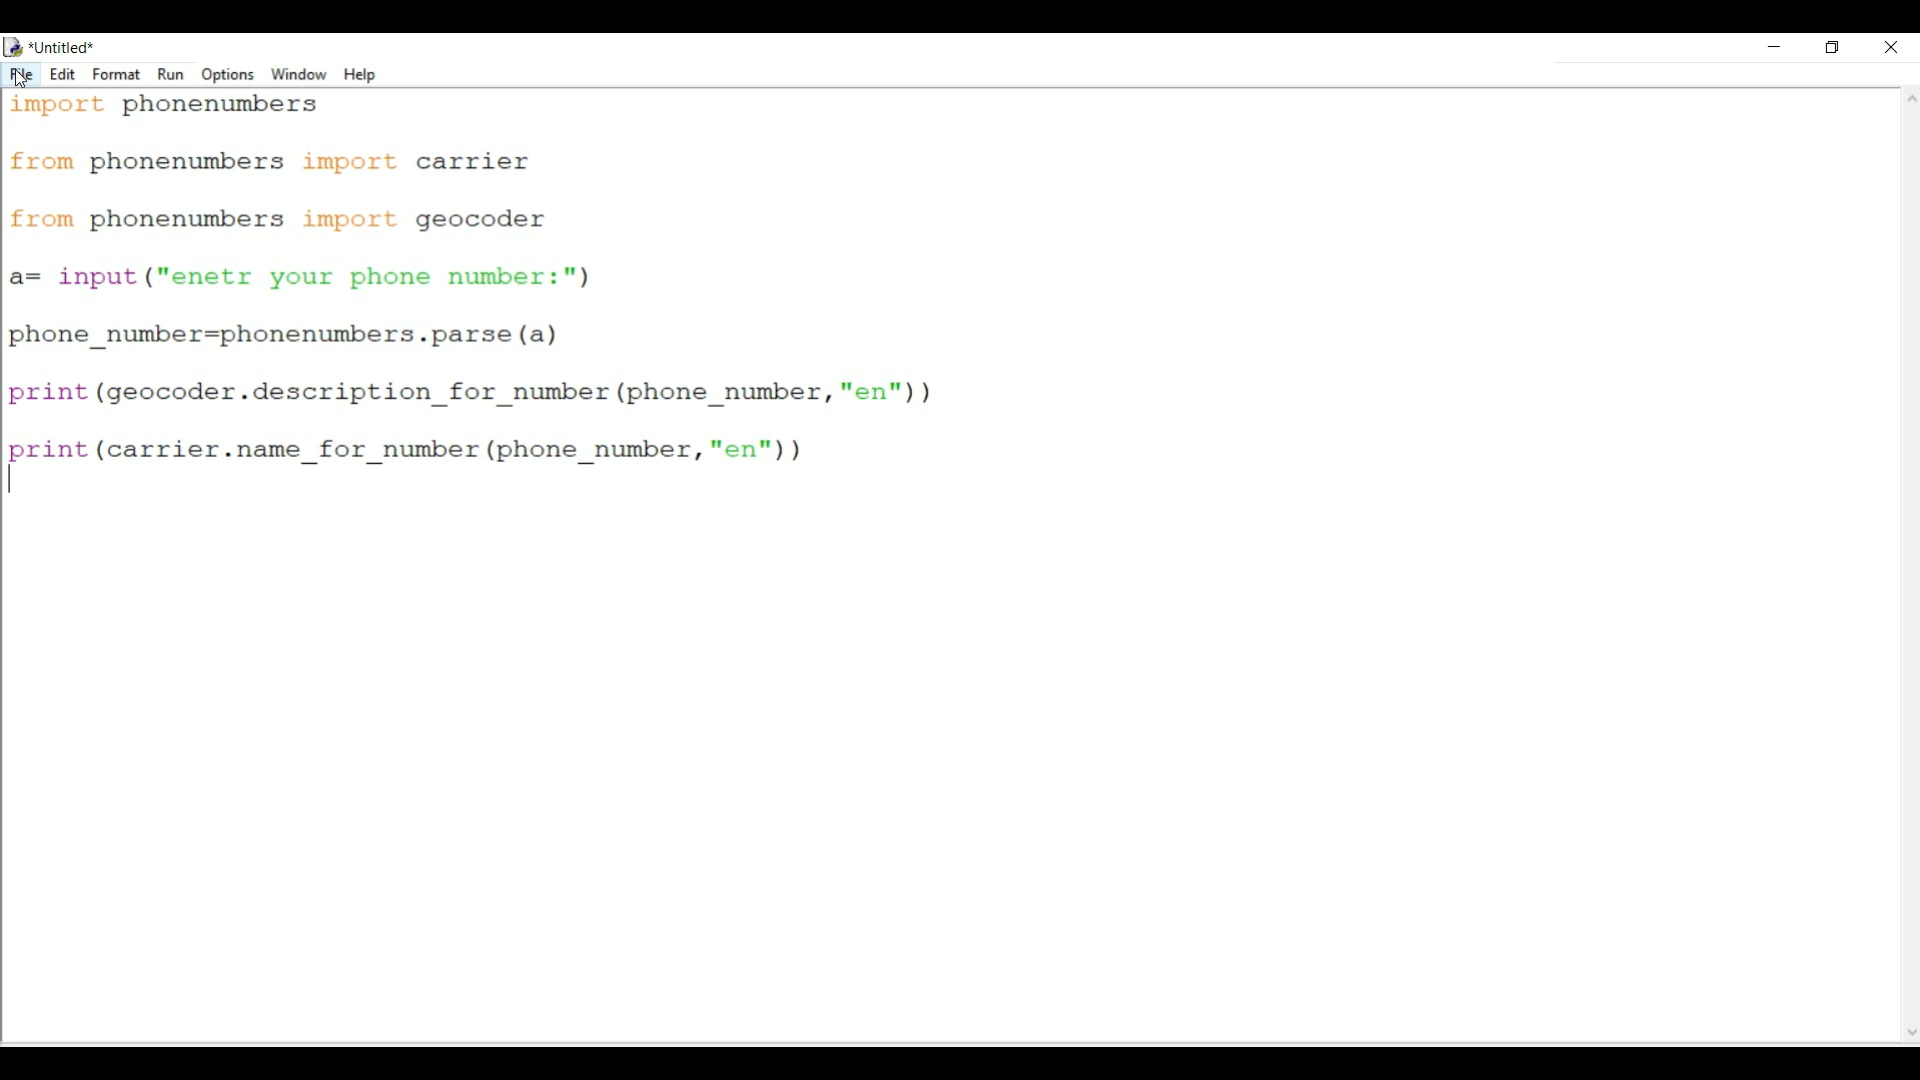 *Untitled*
File Edit Format Run Options Window Help
import phonenumbers
from phonenumbers import carrier
from phonenumbers import geocoder
a= input("enetr your phone number:")
phone_number=phonenumbers.parse(a)
print(geocoder.description_for_number(phone_number,"en"))
print(carrier.name_for_number(phone_number,"en"))